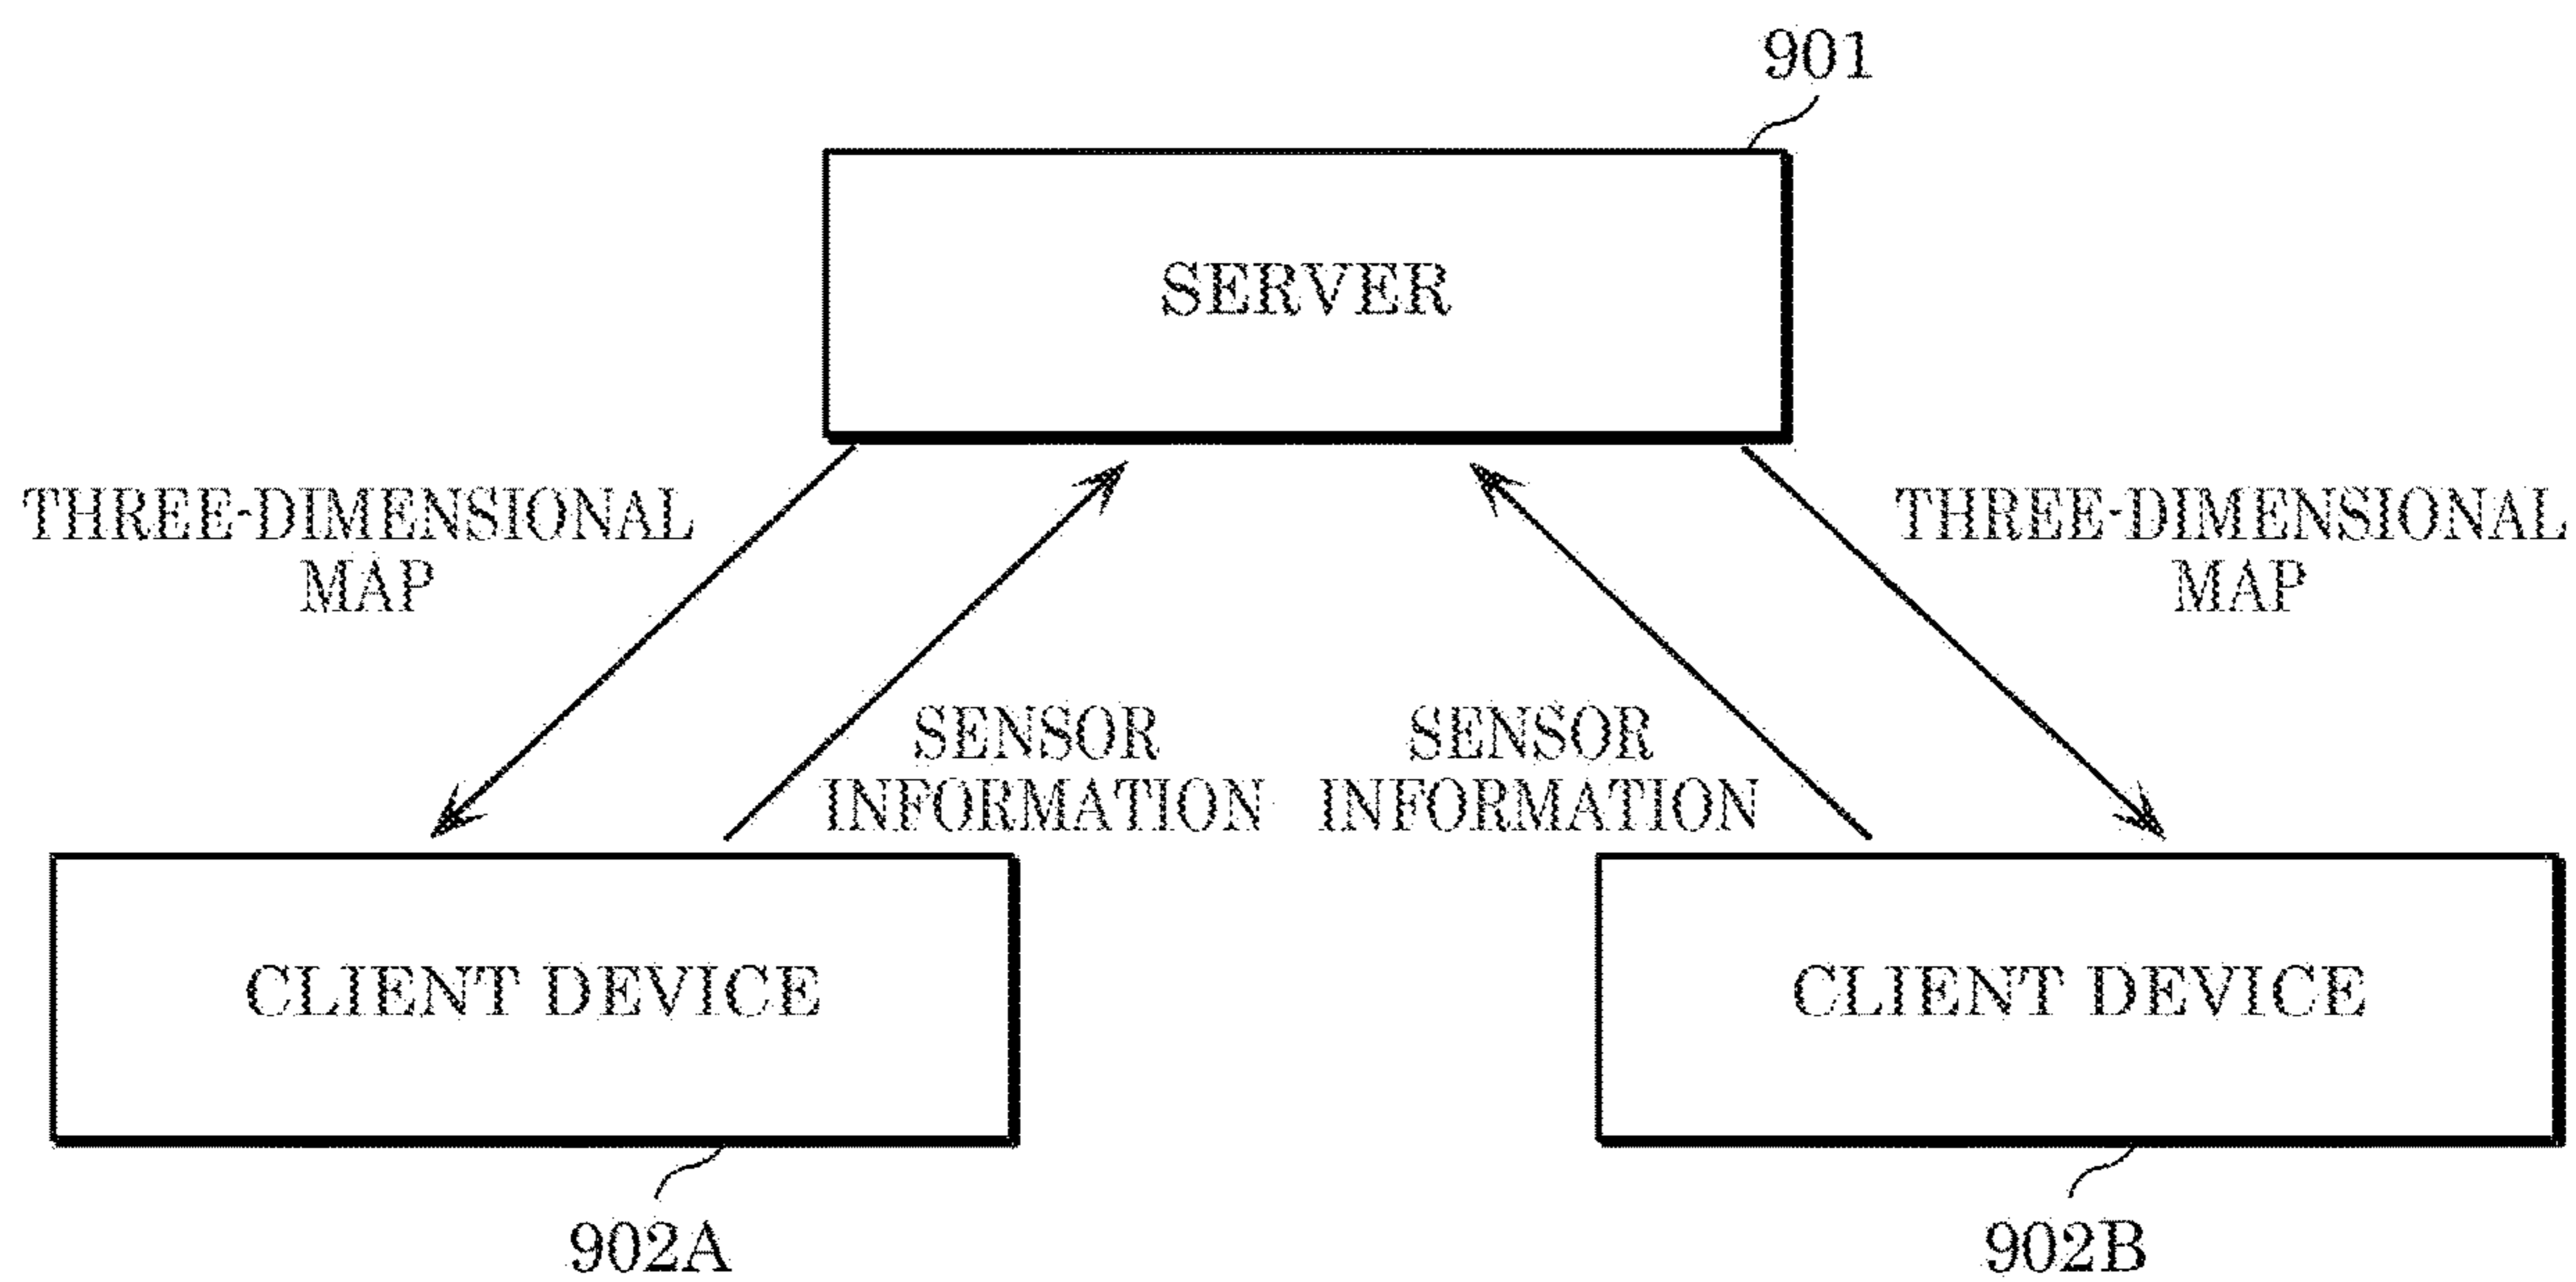 901
SERVER
THREE-DIMENSIONAL
MAP
THREE-DIMENSIONAL
MAP
SENSOR
INFORMATION
SENSOR
INFORMATION
CLIENT DEVICE
CLIENT DEVICE
902A
902B